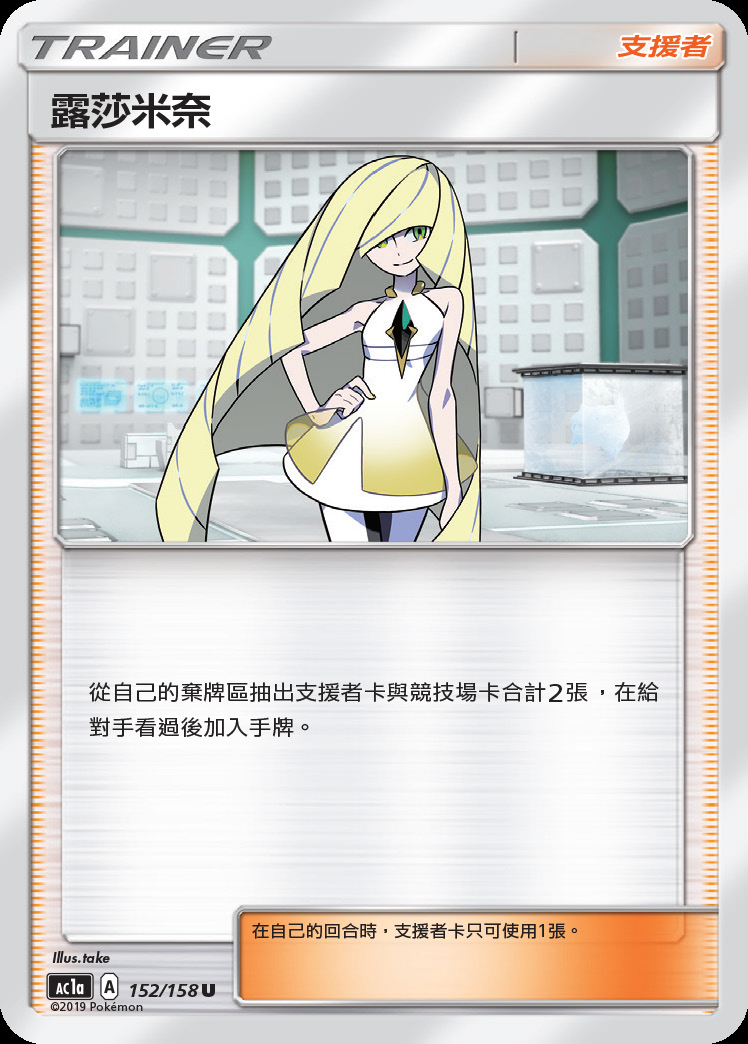 TRAINER
支援者
露莎米奈
從自己的棄牌區抽出支援者卡與競技場卡合計2張，在給
對手看過後加入手牌。
在自己的回合時，支援者卡只可使用1張。
Illus.take
AC1a A 152/158 U
©2019 Pokémon